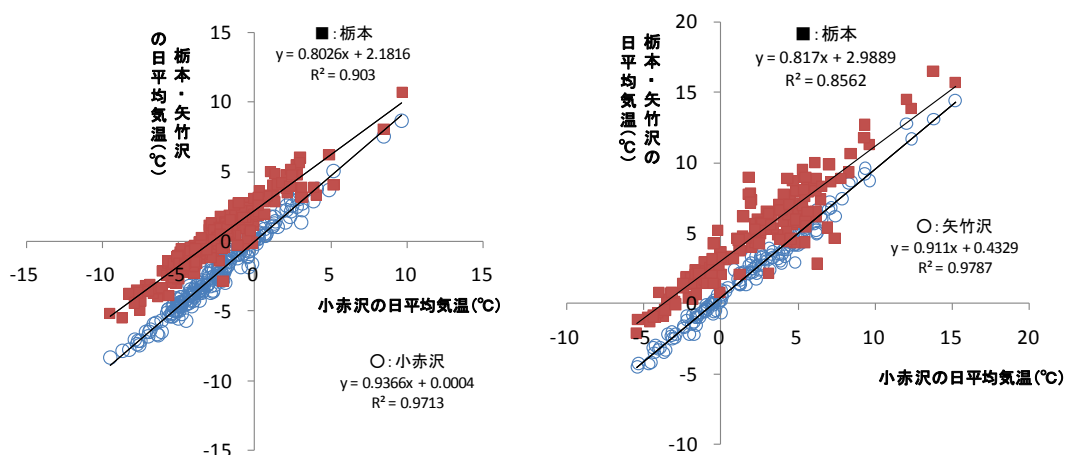 栃本・矢竹沢
の日平均気温(℃)
15
10
5
0
-5
-10
-15
-15
-10
-5
0
5
10
15
■:栃本
y = 0.8026x + 2.1816
R² = 0.903
小赤沢の日平均気温(℃)
○:小赤沢
y = 0.9366x + 0.0004
R² = 0.9713
栃本・矢竹沢の
日平均気温(℃)
20
15
10
5
0
-5
-10
-10
-5
0
5
10
15
20
■:栃本
y = 0.817x + 2.9889
R² = 0.8562
○:矢竹沢
y = 0.911x + 0.4329
R² = 0.9787
小赤沢の日平均気温(℃)